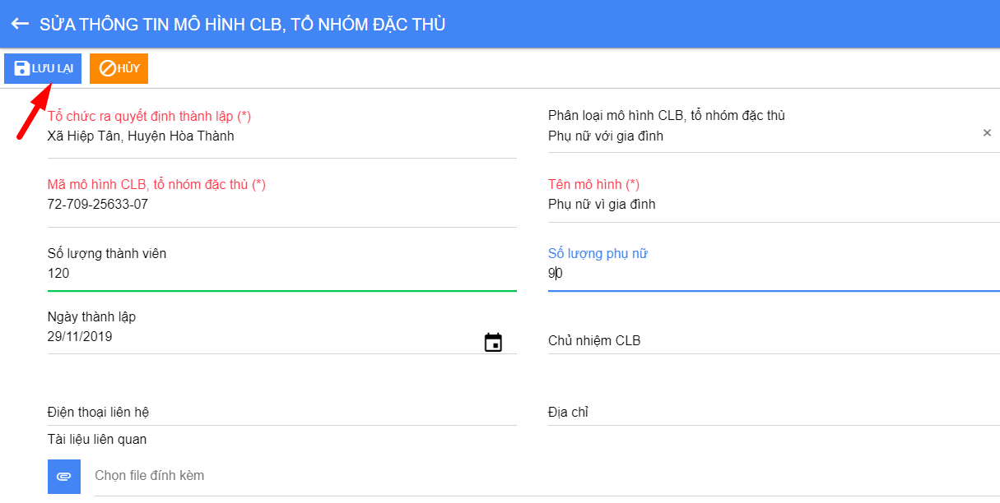 SỬA THÔNG TIN MÔ HÌNH CLB, TỔ NHÓM ĐẶC THÙ
LƯU LẠI HỦY
Tổ chức ra quyết định thành lập (*)
Xã Hiệp Tân, Huyện Hòa Thành
Phân loại mô hình CLB, tổ nhóm đặc thù
Phụ nữ với gia đình
Mã mô hình CLB, tổ nhóm đặc thù (*)
72-709-25633-07
Tên mô hình (*)
Phụ nữ vì gia đình
Số lượng thành viên
120
Số lượng phụ nữ
90
Ngày thành lập
29/11/2019
Chủ nhiệm CLB
Điện thoại liên hệ
Địa chỉ
Tài liệu liên quan
Chọn file đính kèm